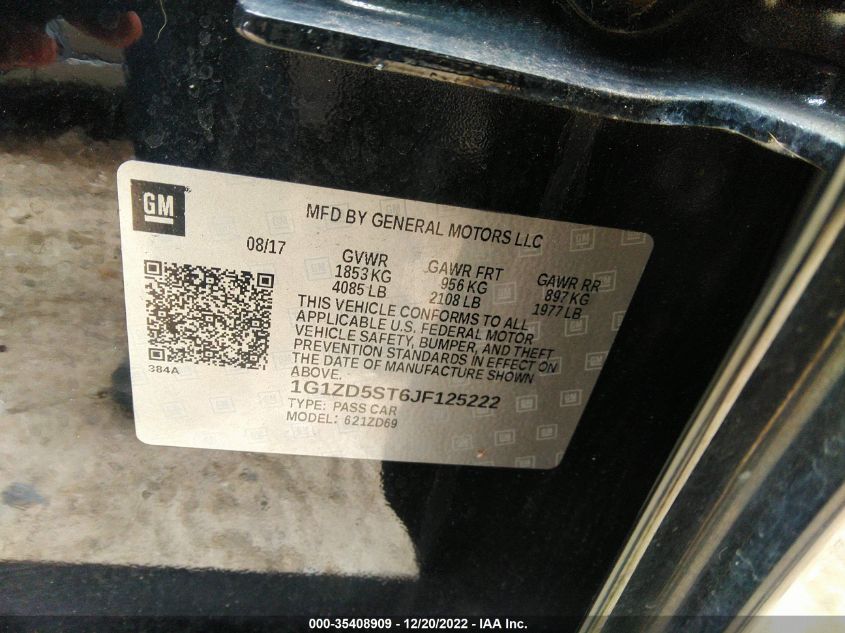 GM
MFD BY GENERAL MOTORS LLC
08/17
GVWR
1853 KG
4085 LB
GAWR FRT
956 KG
2108 LB
GAWR RR
897 KG
1977 LB
THIS VEHICLE CONFORMS TO ALL
APPLICABLE U.S. FEDERAL MOTOR
VEHICLE SAFETY, BUMPER, AND THEFT
PREVENTION STANDARDS IN EFFECT ON
THE DATE OF MANUFACTURE SHOWN
ABOVE.
384A
1G1ZD5ST6JF125222
TYPE: PASS CAR
MODEL: 621ZD69
000-35408909 - 12/20/2022 - IAA Inc.